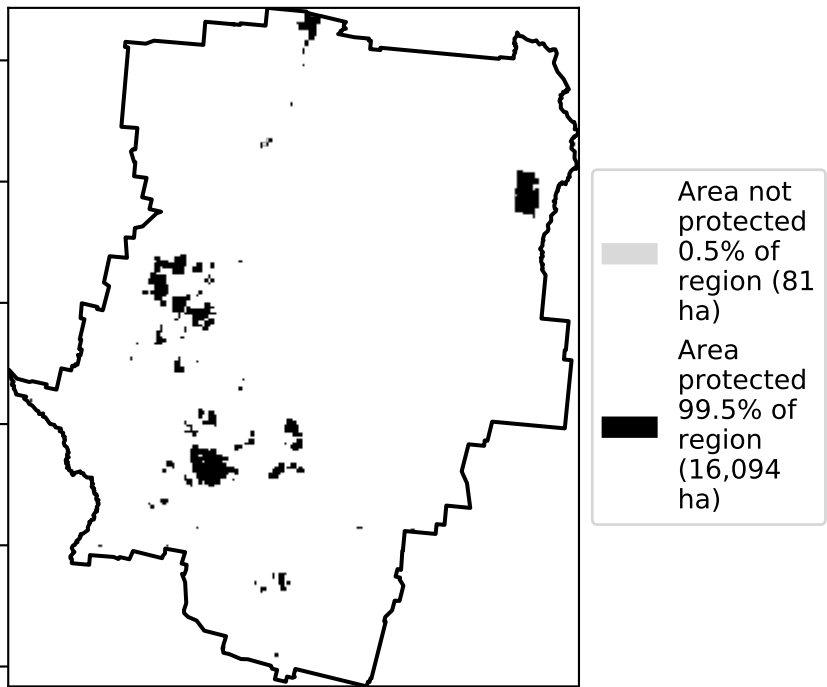 Area not
protected
0.5% of
region (81
ha)
Area
protected
99.5% of
region
(16,094
ha)